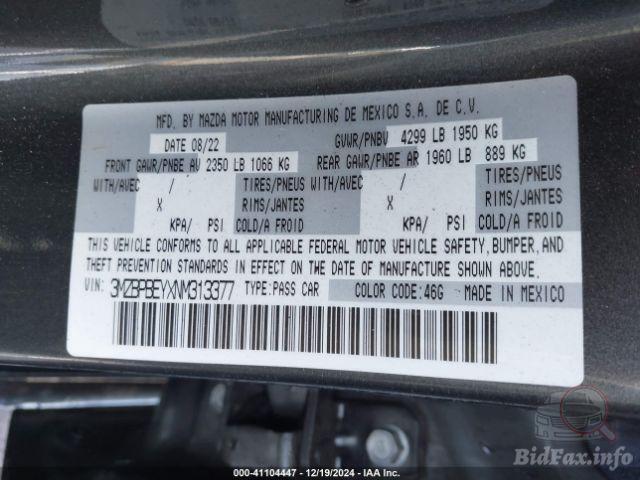 MFD. BY MAZDA MOTOR MANUFACTURING DE MEXICO S.A. DE C.V.
DATE 08/22 GVWR/PNBV 4299 LB 1950 KG
FRONT GAWR/PNBE AV 2350 LB 1066 KG REAR GAWR/PNBE AR 1960 LB 889 KG
WITH/AVEC / TIRES/PNEUS WITH/AVEC / TIRES/PNEUS
X RIMS/JANTES X RIMS/JANTES
KPA/ PSI COLD/A FROID KPA/ PSI COLD/A FROID
THIS VEHICLE CONFORMS TO ALL APPLICABLE FEDERAL MOTOR VEHICLE SAFETY, BUMPER, AND
THEFT PREVENTION STANDARDS IN EFFECT ON THE DATE OF MANUFACTURE SHOWN ABOVE.
VIN: 3MZBPBEYXNM313377 TYPE:PASS CAR COLOR CODE:46G MADE IN MEXICO
BidFax.info
000-41104447 - 12/19/2024 - IAA Inc.